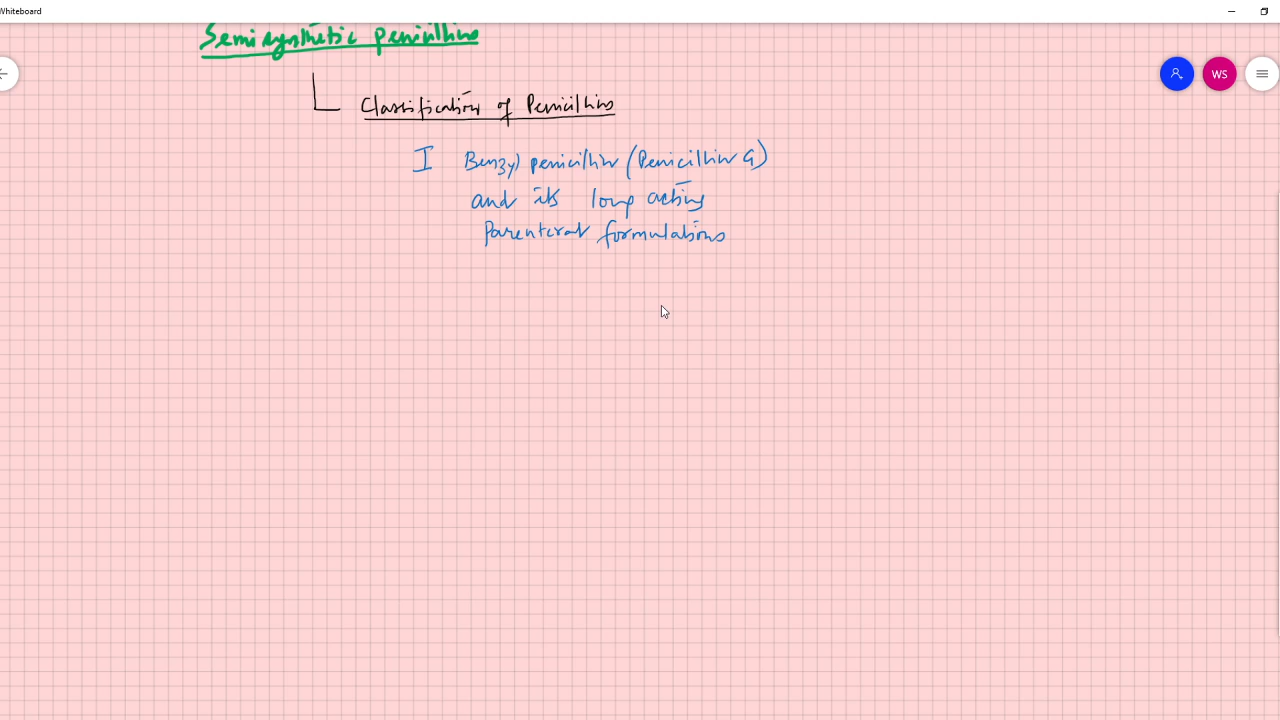 Whiteboard
Semisynthetic penicillins
WS
Classification of Penicillins
I Benzyl penicillin (Penicillin G)
and its long acting
Parenteral formulations